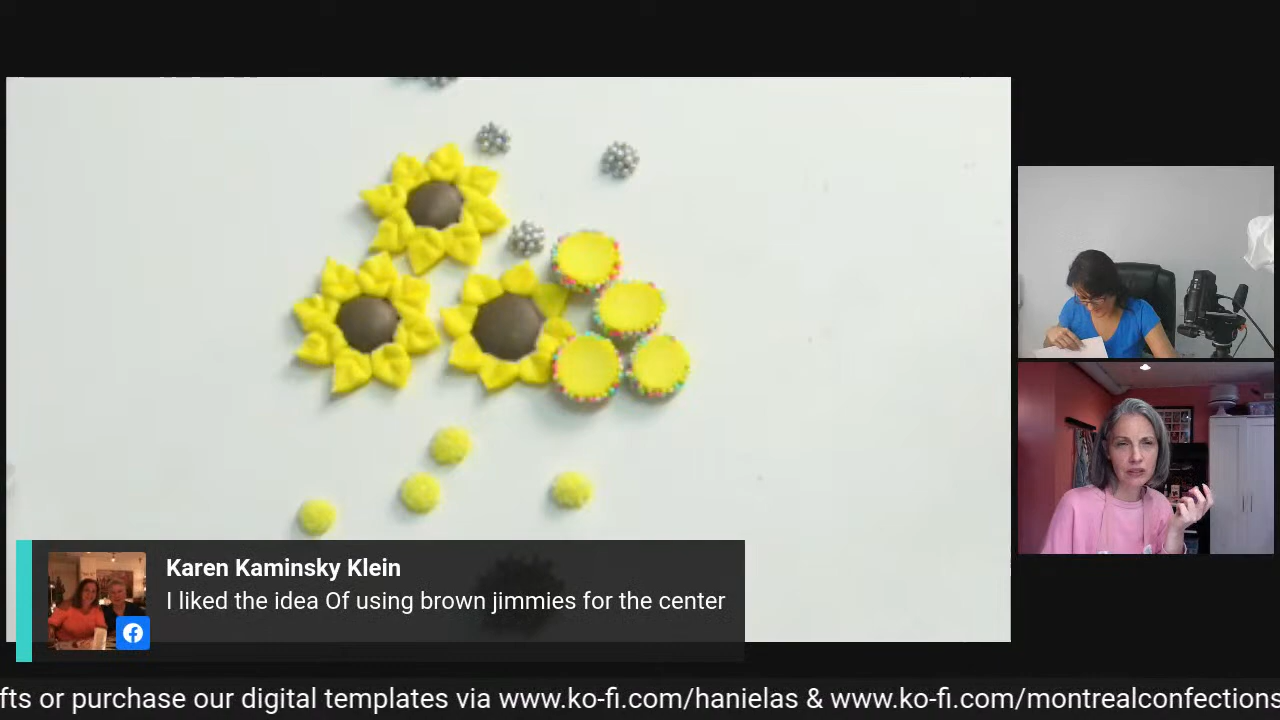 Karen Kaminsky Klein
I liked the idea Of using brown jimmies for the center
fts or purchase our digital templates via www.ko-fi.com/hanielas & www.ko-fi.com/montrealconfections